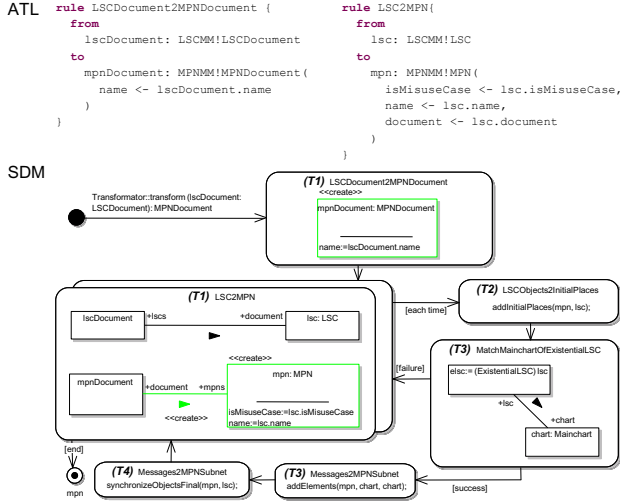 ATL
rule LSCDocument2MPNDocument {
from
lscDocument: LSCMM!LSCDocument
to
mpnDocument: MPNMM!MPNDocument(
name <- lscDocument.name
)
}
rule LSC2MPN{
from
lsc: LSCMM!LSC
to
mpn: MPNMM!MPN(
isMisuseCase <- lsc.isMisuseCase,
name <- lsc.name,
document <- lsc.document
)
}
SDM
Transformator::transform (lscDocument:
LSCDocument): MPNDocument
(T1) LSCDocument2MPNDocument
<<create>>
mpnDocument: MPNDocument
name:=lscDocument.name
(T1) LSC2MPN
lscDocument
+lscs
+document
lsc: LSC
<<create>>
mpnDocument
+document
+mpns
mpn: MPN
<<create>>
isMisuseCase:=lsc.isMisuseCase
name:=lsc.name
[each time]
(T2) LSCObjects2InitialPlaces
addInitialPlaces(mpn, lsc);
[failure]
(T3) MatchMainchartOfExistentialLSC
elsc:= (ExistentialLSC) lsc
+lsc
+chart
chart: Mainchart
[end]
mpn
(T4) Messages2MPNSubnet
synchronizeObjectsFinal(mpn, lsc);
(T3) Messages2MPNSubnet
addElements(mpn, chart, chart);
[success]